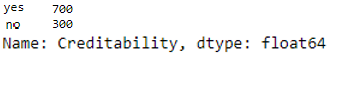 yes 700
no 300
Name: Creditability, dtype: float64